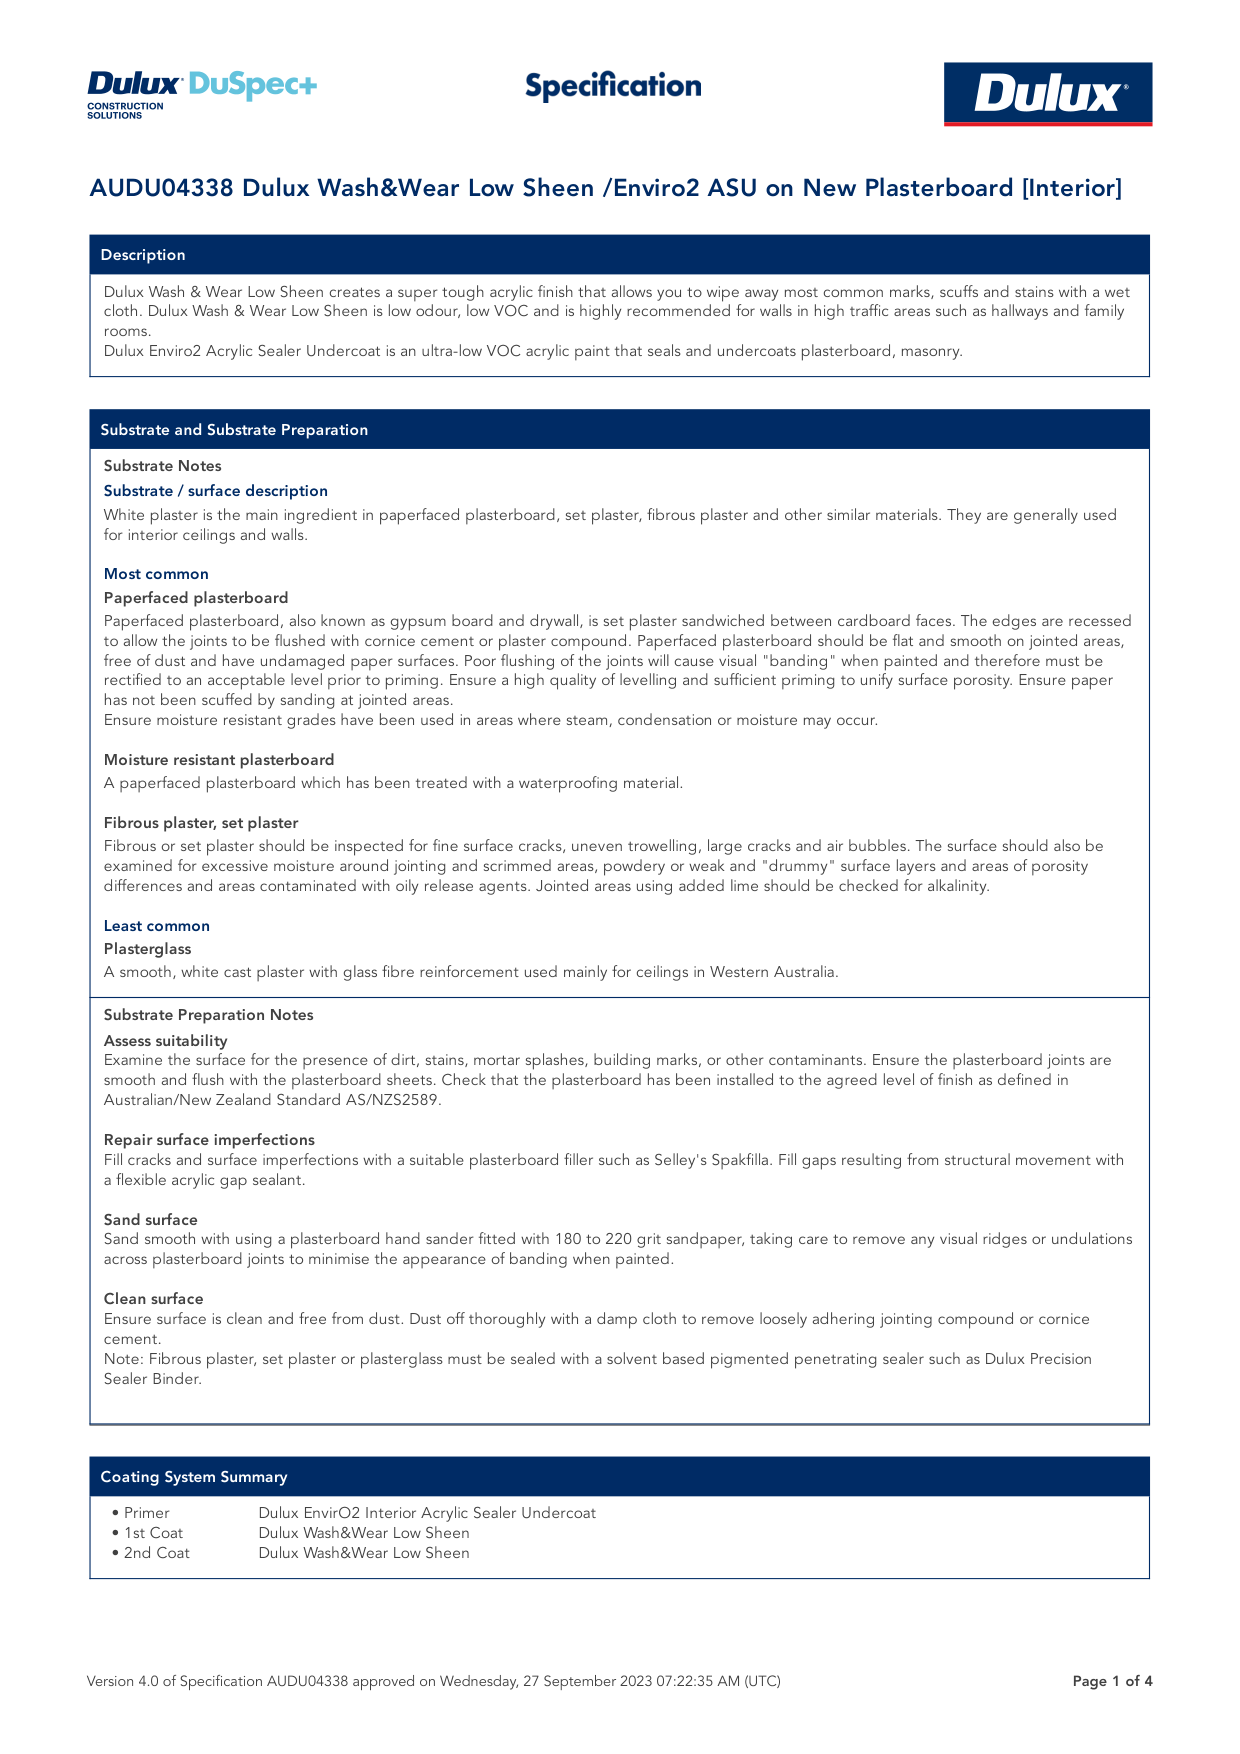 Dulux DuSpec+
CONSTRUCTION
SOLUTIONS
Specification
Dulux®
AUDU04338 Dulux Wash&Wear Low Sheen /Enviro2 ASU on New Plasterboard [Interior]
Description
Dulux Wash & Wear Low Sheen creates a super tough acrylic finish that allows you to wipe away most common marks, scuffs and stains with a wet
cloth. Dulux Wash & Wear Low Sheen is low odour, low VOC and is highly recommended for walls in high traffic areas such as hallways and family
rooms.
Dulux Enviro2 Acrylic Sealer Undercoat is an ultra-low VOC acrylic paint that seals and undercoats plasterboard, masonry.
Substrate and Substrate Preparation
Substrate Notes
Substrate / surface description
White plaster is the main ingredient in paperfaced plasterboard, set plaster, fibrous plaster and other similar materials. They are generally used
for interior ceilings and walls.
Most common
Paperfaced plasterboard
Paperfaced plasterboard, also known as gypsum board and drywall, is set plaster sandwiched between cardboard faces. The edges are recessed
to allow the joints to be flushed with cornice cement or plaster compound. Paperfaced plasterboard should be flat and smooth on jointed areas,
free of dust and have undamaged paper surfaces. Poor flushing of the joints will cause visual "banding" when painted and therefore must be
rectified to an acceptable level prior to priming. Ensure a high quality of levelling and sufficient priming to unify surface porosity. Ensure paper
has not been scuffed by sanding at jointed areas.
Ensure moisture resistant grades have been used in areas where steam, condensation or moisture may occur.
Moisture resistant plasterboard
A paperfaced plasterboard which has been treated with a waterproofing material.
Fibrous plaster, set plaster
Fibrous or set plaster should be inspected for fine surface cracks, uneven trowelling, large cracks and air bubbles. The surface should also be
examined for excessive moisture around jointing and scrimmed areas, powdery or weak and "drummy" surface layers and areas of porosity
differences and areas contaminated with oily release agents. Jointed areas using added lime should be checked for alkalinity.
Least common
Plasterglass
A smooth, white cast plaster with glass fibre reinforcement used mainly for ceilings in Western Australia.
Substrate Preparation Notes
Assess suitability
Examine the surface for the presence of dirt, stains, mortar splashes, building marks, or other contaminants. Ensure the plasterboard joints are
smooth and flush with the plasterboard sheets. Check that the plasterboard has been installed to the agreed level of finish as defined in
Australian/New Zealand Standard AS/NZS2589.
Repair surface imperfections
Fill cracks and surface imperfections with a suitable plasterboard filler such as Selley's Spakfilla. Fill gaps resulting from structural movement with
a flexible acrylic gap sealant.
Sand surface
Sand smooth with using a plasterboard hand sander fitted with 180 to 220 grit sandpaper, taking care to remove any visual ridges or undulations
across plasterboard joints to minimise the appearance of banding when painted.
Clean surface
Ensure surface is clean and free from dust. Dust off thoroughly with a damp cloth to remove loosely adhering jointing compound or cornice
cement.
Note: Fibrous plaster, set plaster or plasterglass must be sealed with a solvent based pigmented penetrating sealer such as Dulux Precision
Sealer Binder.
Coating System Summary
• Primer Dulux EnvirO2 Interior Acrylic Sealer Undercoat
• 1st Coat Dulux Wash&Wear Low Sheen
• 2nd Coat Dulux Wash&Wear Low Sheen
Version 4.0 of Specification AUDU04338 approved on Wednesday, 27 September 2023 07:22:35 AM (UTC)
Page 1 of 4